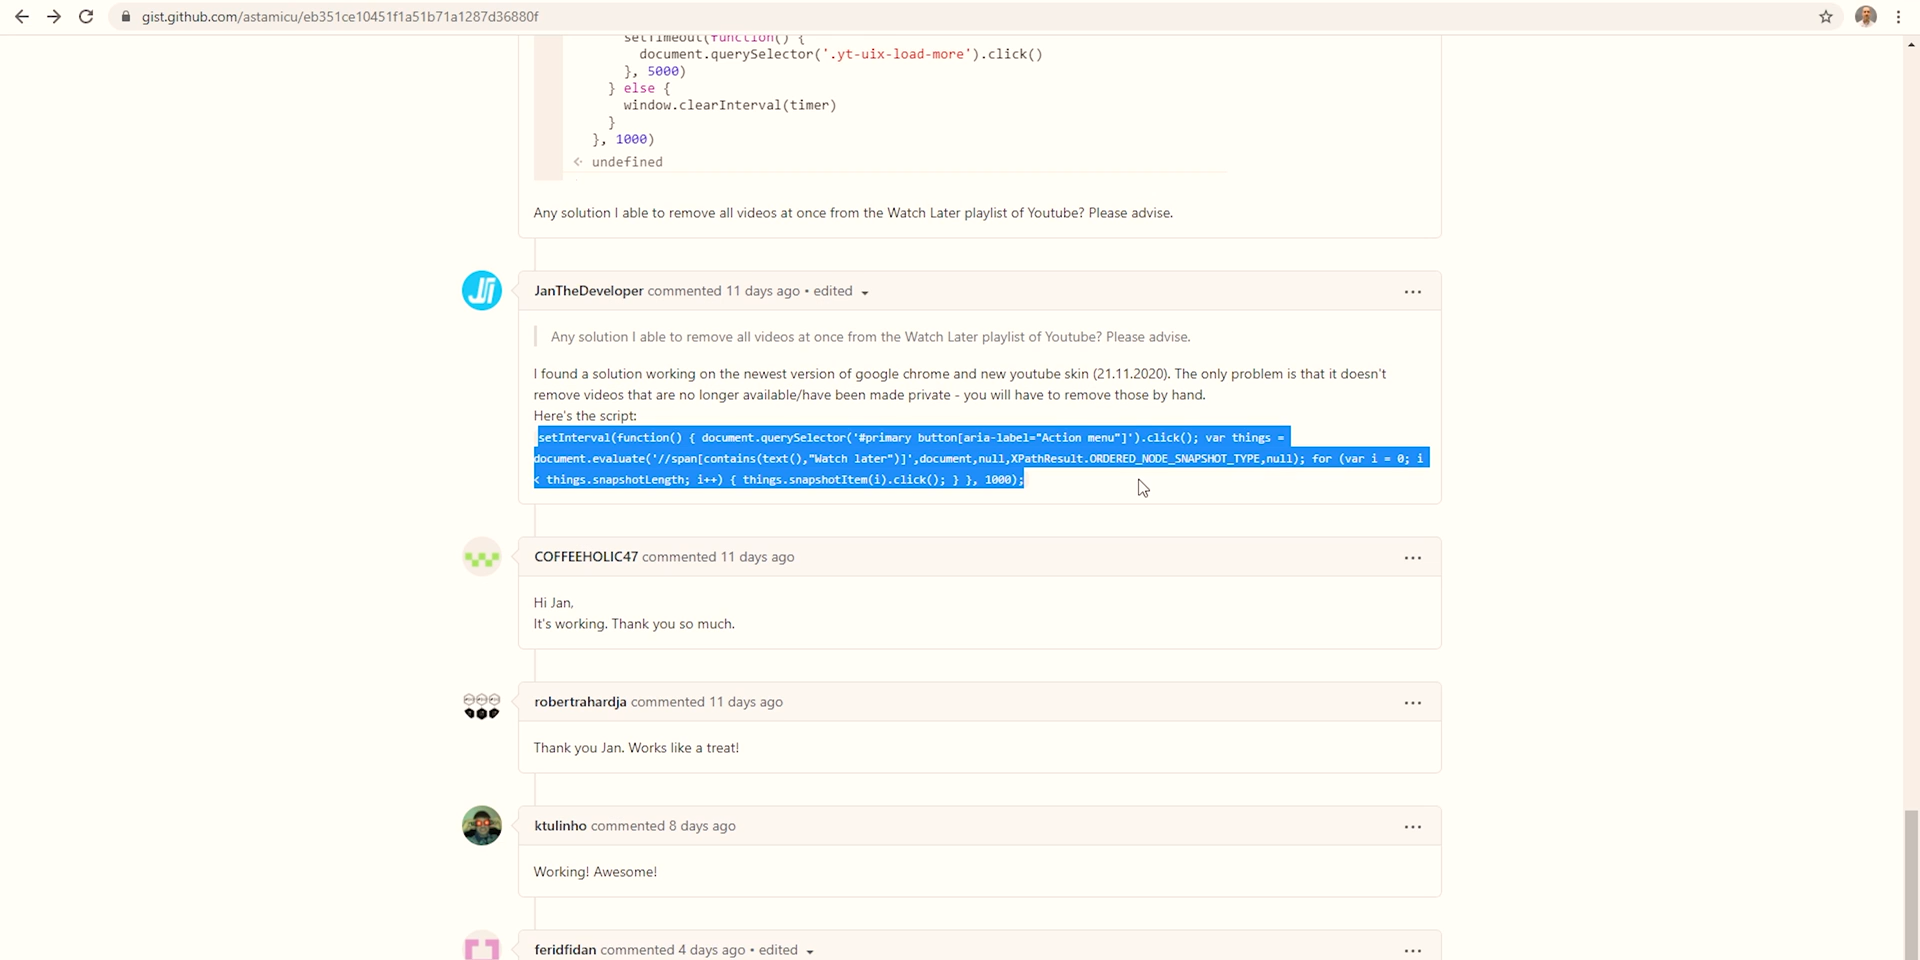 gist.github.com/astamicu/eb351ce10451f1a51b71a1287d36880f
setTimeout(function() {
document.querySelector('.yt-uix-load-more').click()
}, 5000)
} else {
window.clearInterval(timer)
}
}, 1000)
undefined
Any solution I able to remove all videos at once from the Watch Later playlist of Youtube? Please advise.
JanTheDeveloper commented 11 days ago • edited
Any solution I able to remove all videos at once from the Watch Later playlist of Youtube? Please advise.
I found a solution working on the newest version of google chrome and new youtube skin (21.11.2020). The only problem is that it doesn't
remove videos that are no longer available/have been made private - you will have to remove those by hand.
Here's the script:
setInterval(function() { document.querySelector('#primary button[aria-label="Action menu"]').click(); var things =
document.evaluate('//span[contains(text(),"Watch later")]',document,null,XPathResult.ORDERED_NODE_SNAPSHOT_TYPE,null); for (var i = 0; i
< things.snapshotLength; i++) { things.snapshotItem(i).click(); } }, 1000);
COFFEEHOLIC47 commented 11 days ago
Hi Jan,
It's working. Thank you so much.
robertrahardja commented 11 days ago
Thank you Jan. Works like a treat!
ktulinho commented 8 days ago
Working! Awesome!
feridfidan commented 4 days ago • edited